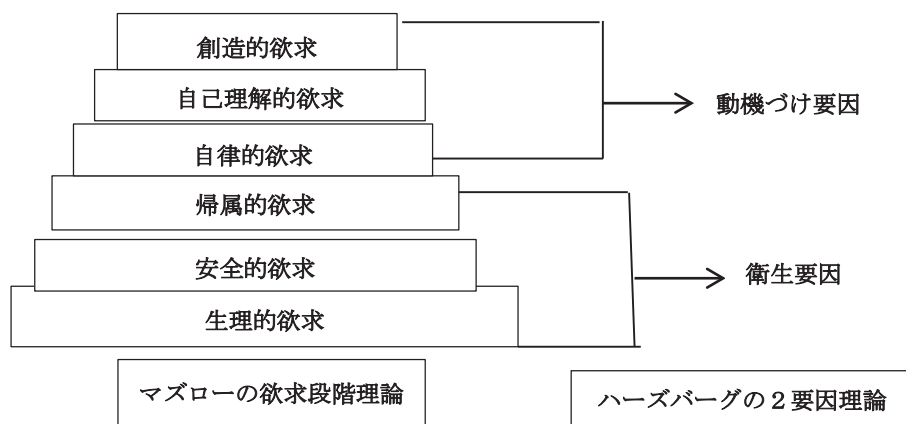 創造的欲求
自己理解的欲求
動機づけ要因
自律的欲求
帰属的欲求
安全的欲求
衛生要因
生理的欲求
マズローの欲求段階理論
ハーズバーグの２要因理論